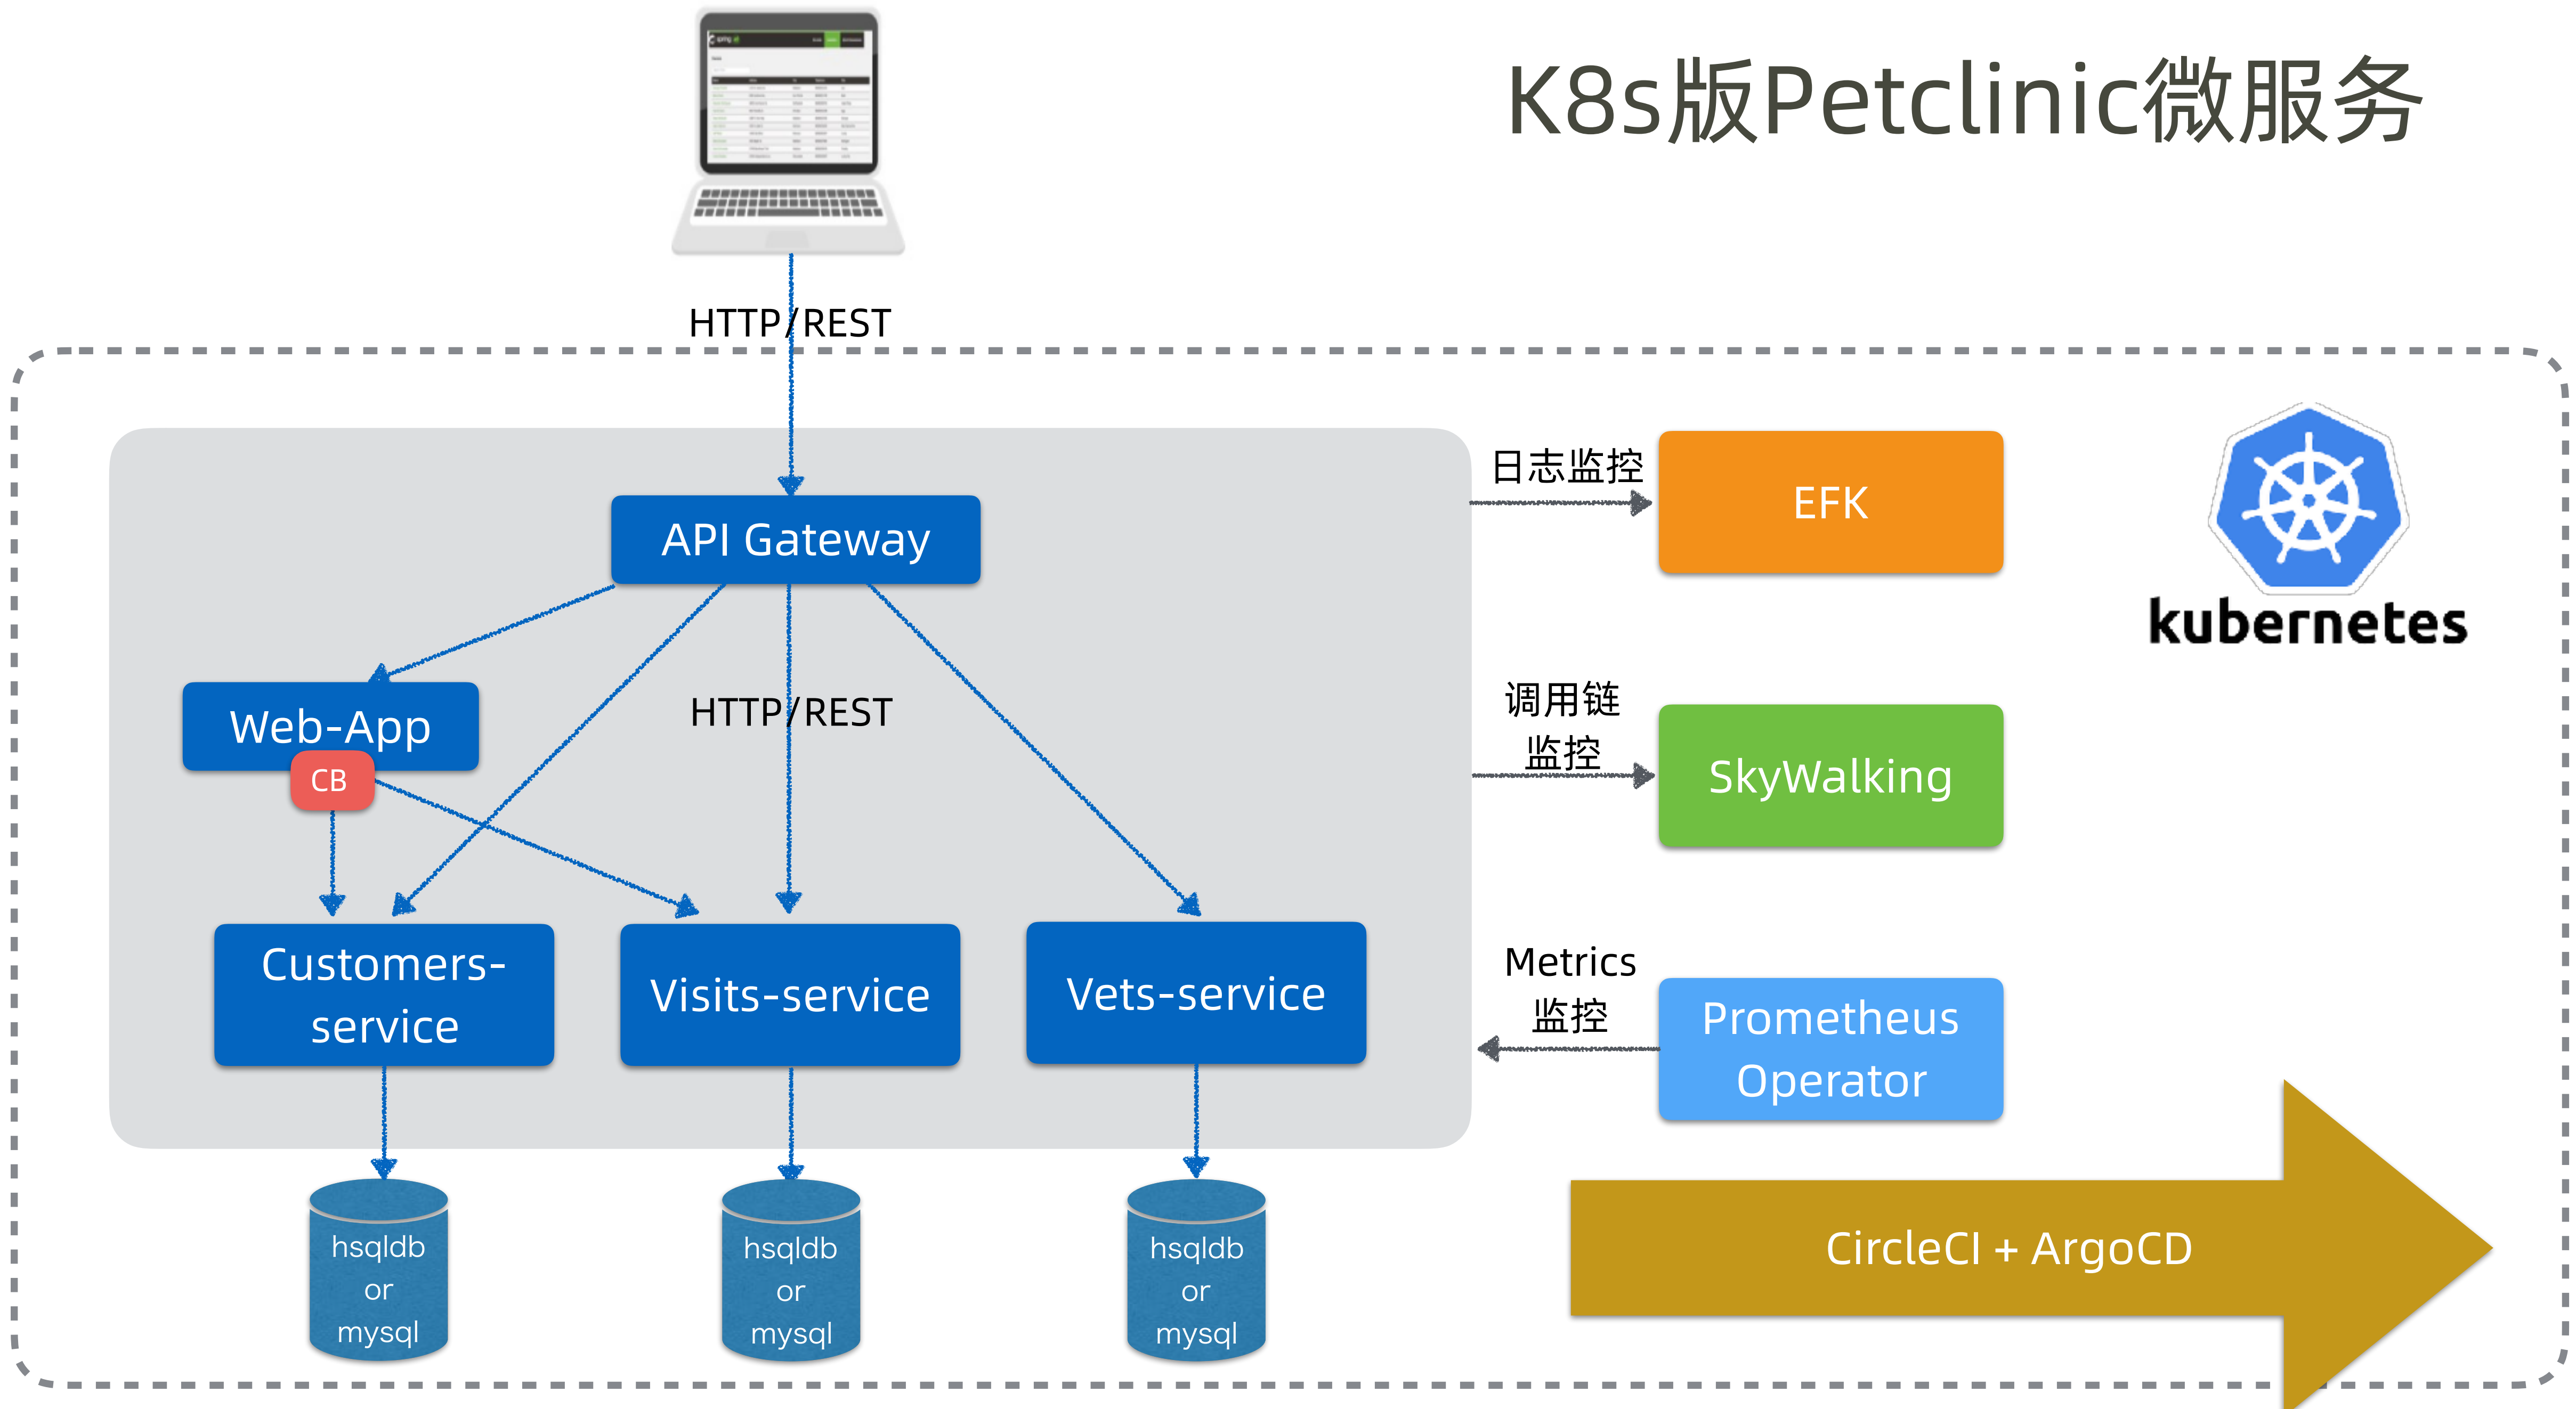 K8s版Petclinic微服务
spring
HTTP/REST
日志监控
EFK
API Gateway
kubernetes
调用链
监控
SkyWalking
Web-App
CB
HTTP/REST
Customers-
service
Visits-service
Vets-service
Metrics
监控
Prometheus
Operator
hsqldb
or
mysql
hsqldb
or
mysql
hsqldb
or
mysql
CircleCI + ArgoCD